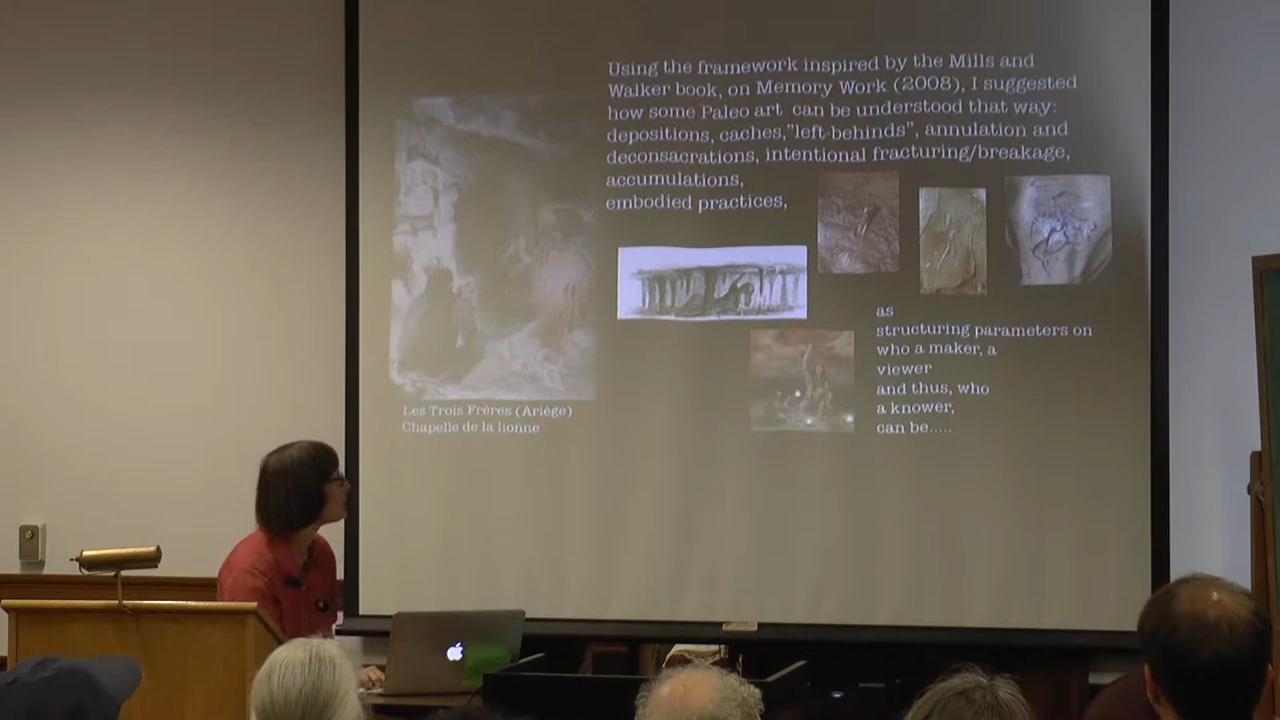 Using the framework inspired by the Mills and
Walker book, on Memory Work (2008), I suggested
how some Paleo art can be understood that way:
depositions, caches,"left-behinds", annulation and
deconsacrations, intentional fracturing/breakage,
accumulations,
embodied practices,
as
structuring parameters on
who a maker, a
viewer
and thus, who
a knower,
can be.....
Les Trois Frères (Ariège)
Chapelle de la lionne